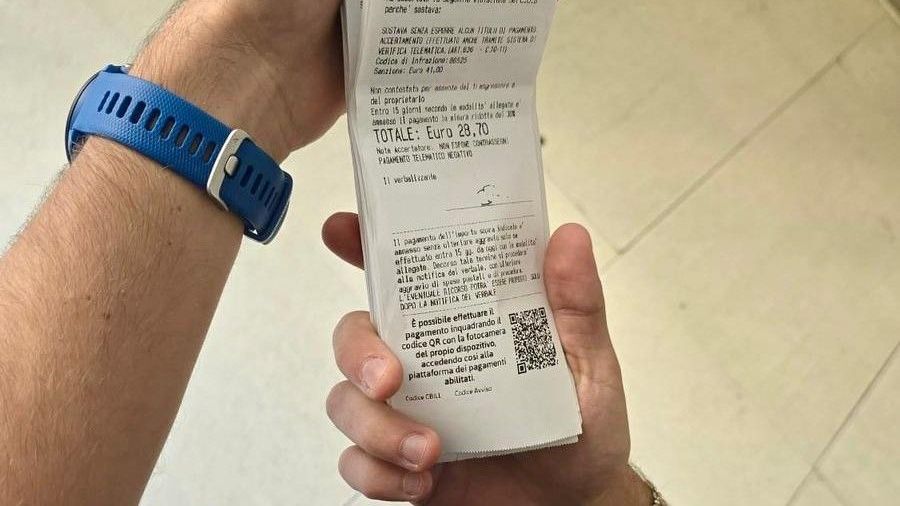 perche' sostava:
SOSTAVA SENZA ESPORRE ALCUN TITOLO DI PAGAMENTO
ACCERTAMENTO EFFETTUATO ANCHE TRAMITE SISTEMA DI
VERIFICA TELEMATICA.(ART.
Codice di Infrazione:
Sanzione: Euro 41,00
Non contestata per assenza del trasgressore e
del proprietario
Entro 15 giorni secondo le modalita' allegate e'
ammesso il pagamento in misura ridotta del 30%
TOTALE: Euro 28,70
Nota Accertatore: NON ESPONE CONTRASSEGNI
PAGAMENTO TELEMATICO NEGATIVO
Il verbalizzante
Il pagamento dell'importo sopra indicato e'
ammesso senza ulteriore aggravio solo se
effettuato entro 15 gg. da oggi con le modalita'
allegate. Decorso tale termine si procedera'
alla notifica del verbale, con ulteriore
aggravio di spese postali e di procedura.
L'EVENTUALE RICORSO POTRA' ESSERE PROPOSTO SOLO
DOPO LA NOTIFICA DEL VERBALE
È possibile effettuare il
pagamento inquadrando il
codice QR con la fotocamera
del proprio dispositivo,
accedendo così alla
piattaforma dei pagamenti
abilitati.
Codice CBILL Codice Avviso